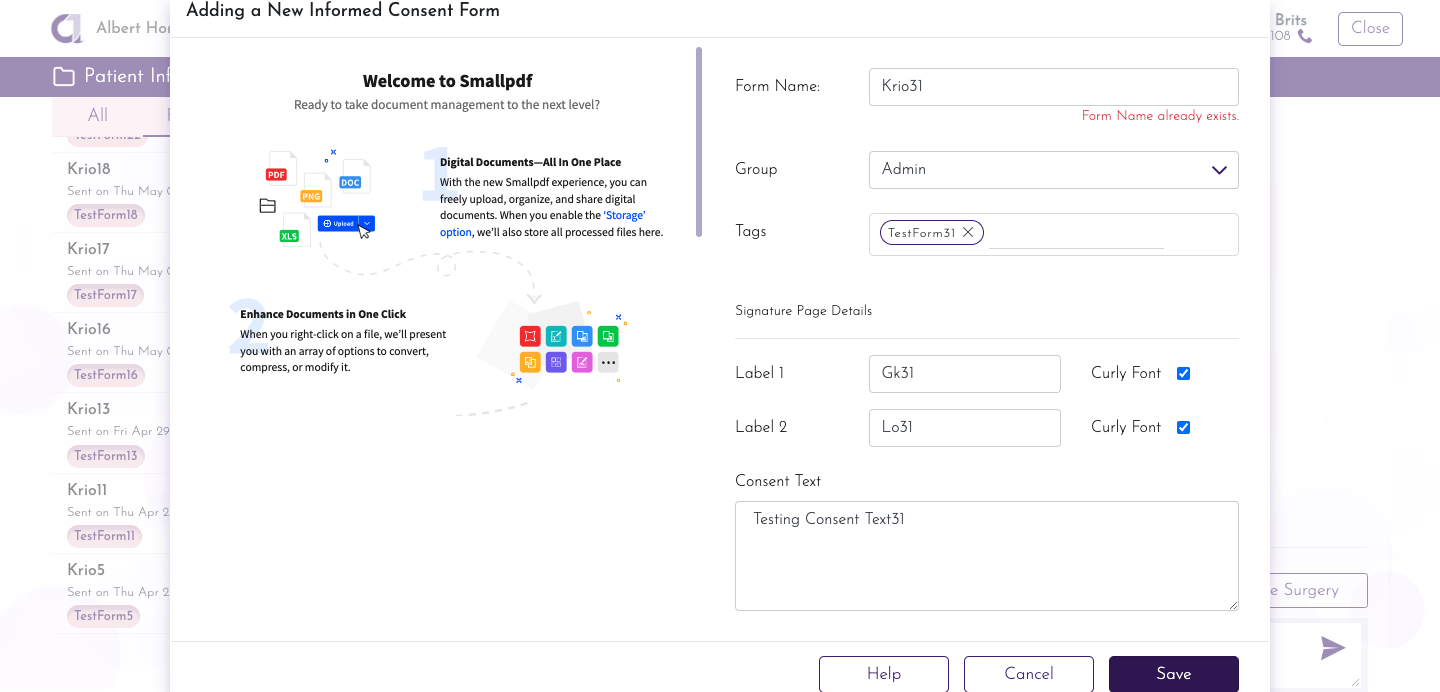 Adding a New Informed Consent Form
Albert
Brits
108
Close
Patient
All
Krio18
Sent on Thu May
TestForm18
Krio17
Sent on Thu May
TestForm17
Krio16
Sent on Thu May
TestForm16
Krio13
Sent on Fri Apr 29
TestForm13
Krio11
Sent on Thu Apr 2
TestForm11
Krio5
Sent on Thu Apr 2
TestForm5
Welcome to Smallpdf
Ready to take document management to the next level?
PDF
DOC
PNG
XLS
Upload
1
Digital Documents—All In One Place
With the new Smallpdf experience, you can
freely upload, organize, and share digital
documents. When you enable the ‘Storage’
option, we’ll also store all processed files here.
2
Enhance Documents in One Click
When you right-click on a file, we’ll present
you with an array of options to convert,
compress, or modify it.
Form Name: Krio31
Form Name already exists.
Group Admin
Tags TestForm31
Signature Page Details
Label 1 Gk31 Curly Font
Label 2 Lo31 Curly Font
Consent Text
Testing Consent Text31
Surgery
Help Cancel Save